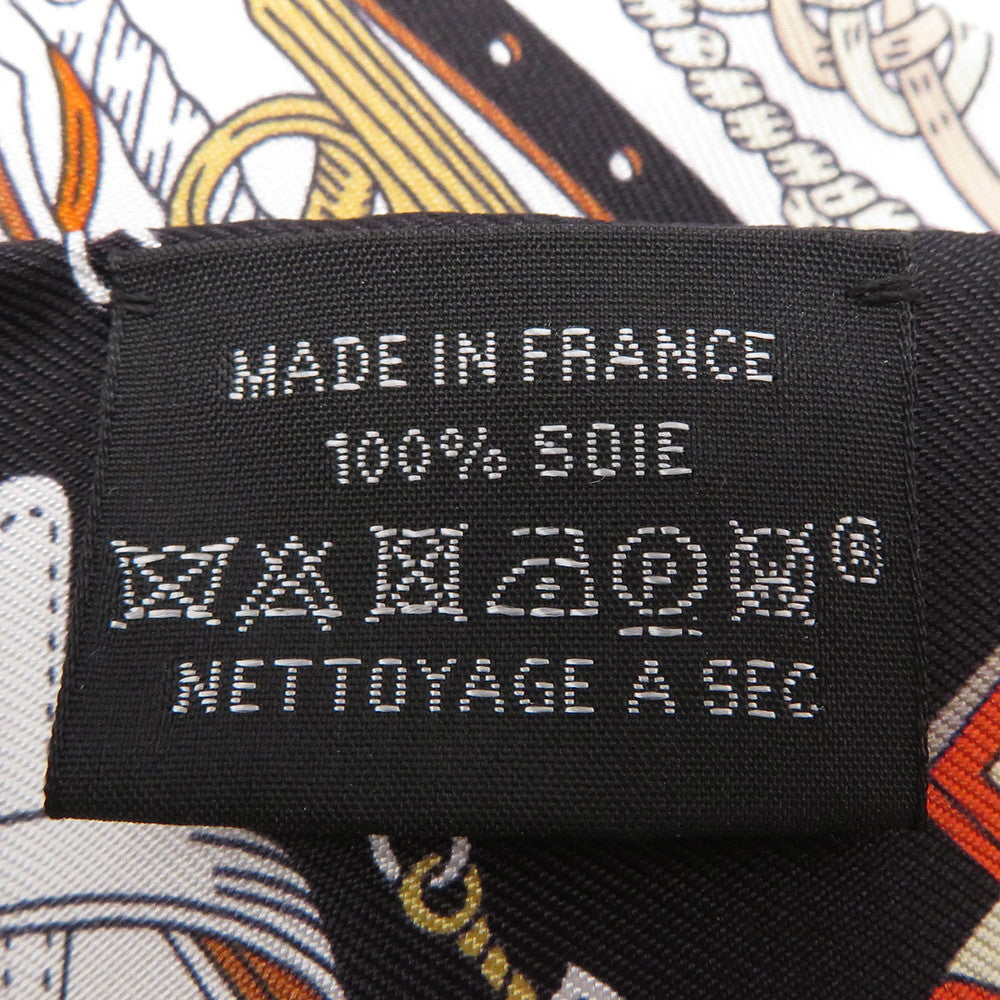 MADE IN FRANCE
100% SOIE
NETTOYAGE A SEC